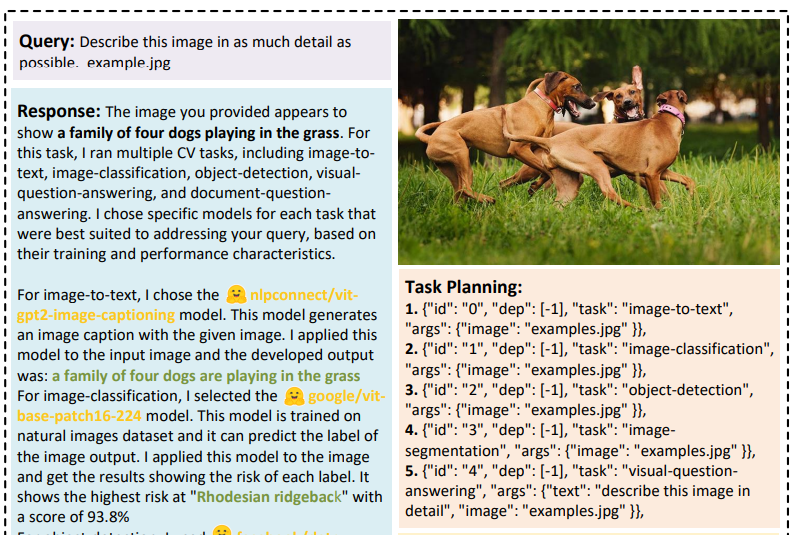 Query: Describe this image in as much detail as
possible. example.jpg
Response: The image you provided appears to
show a family of four dogs playing in the grass. For
this task, I ran multiple CV tasks, including image-to-
text, image-classification, object-detection, visual-
question-answering, and document-question-
answering. I chose specific models for each task that
were best suited to addressing your query, based on
their training and performance characteristics.
For image-to-text, I chose the nlpconnect/vit-
gpt2-image-captioning model. This model generates
an image caption with the given image. I applied this
model to the input image and the developed output
was: a family of four dogs are playing in the grass
For image-classification, I selected the google/vit-
base-patch16-224 model. This model is trained on
natural images dataset and it can predict the label of
the image output. I applied this model to the image
and get the results showing the risk of each label. It
shows the highest risk at "Rhodesian ridgeback" with
a score of 93.8%
Task Planning:
1. {"id": "0", "dep": [-1], "task": "image-to-text",
"args": {"image": "examples.jpg" }},
2. {"id": "1", "dep": [-1], "task": "image-classification",
"args": {"image": "examples.jpg" }},
3. {"id": "2", "dep": [-1], "task": "object-detection",
"args": {"image": "examples.jpg" }},
4. {"id": "3", "dep": [-1], "task": "image-
segmentation", "args": {"image": "examples.jpg" }},
5. {"id": "4", "dep": [-1], "task": "visual-question-
answering", "args": {"text": "describe this image in
detail", "image": "examples.jpg" }},